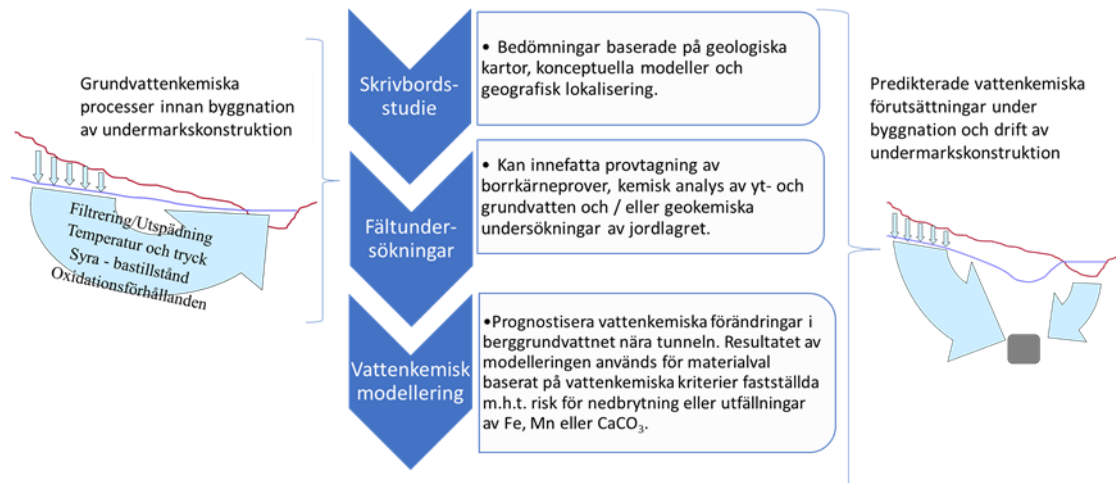 Grundvattenkemiska
processer innan byggnation
av undermarkskonstruktion
Filtrering/Utspädning
Temperatur och tryck
Syra - bastillstånd
Oxidationsförhållanden
Skrivbords-
studie
• Bedömningar baserade på geologiska
kartor, konceptuella modeller och
geografisk lokalisering.
Fältunder-
sökningar
• Kan innefatta provtagning av
borrkärneprover, kemisk analys av yt- och
grundvatten och / eller geokemiska
undersökningar av jordlagret.
Vattenkemisk
modellering
•Prognostisera vattenkemiska förändringar i
berggrundvattnet nära tunneln. Resultatet av
modelleringen används för materialval
baserat på vattenkemiska kriterier fastställda
m.h.t. risk för nedbrytning eller utfällningar
av Fe, Mn eller CaCO₃.
Predikterade vattenkemiska
förutsättningar under
byggnation och drift av
undermarkskonstruktion